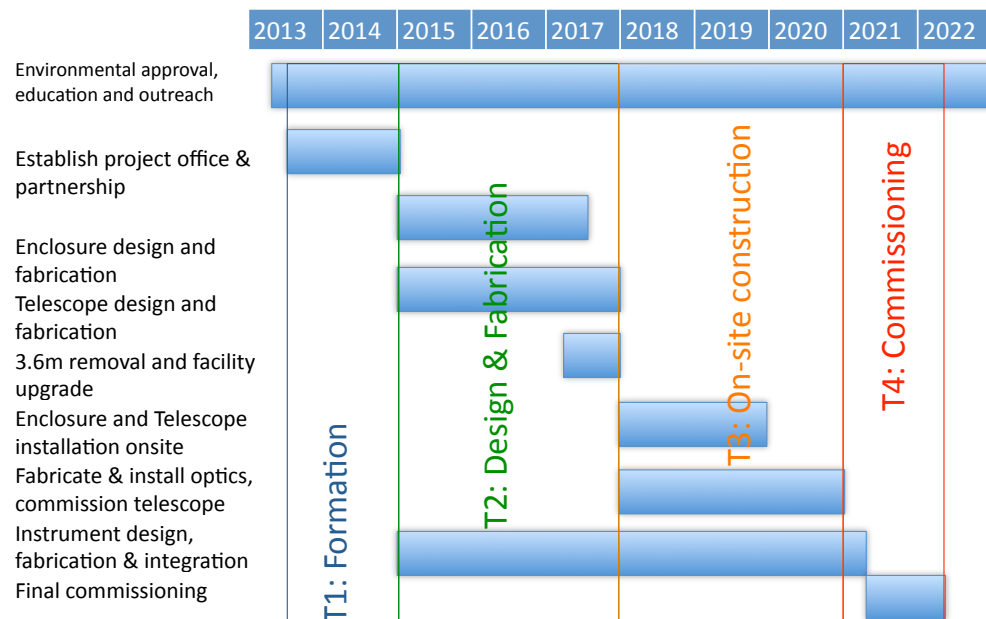 2013 2014 2015 2016 2017 2018 2019 2020 2021 2022
Environmental approval,
education and outreach
Establish project office &
partnership
Enclosure design and
fabrication
Telescope design and
fabrication
3.6m removal and facility
upgrade
Enclosure and Telescope
installation onsite
Fabricate & install optics,
commission telescope
Instrument design,
fabrication & integration
Final commissioning
T1: Formation
T2: Design & Fabrication
T3: On-site construction
T4: Commissioning